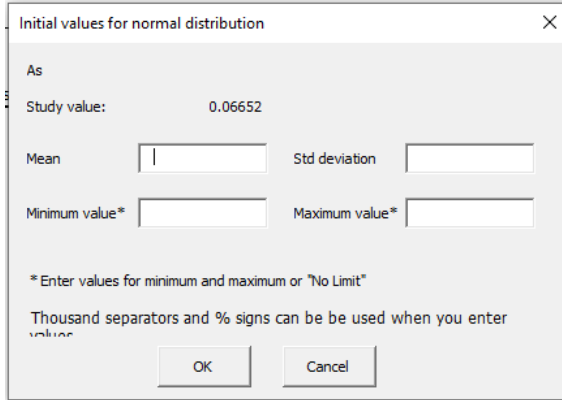 Initial values for normal distribution
As
Study value: 0.06652
Mean Std deviation
Minimum value* Maximum value*
* Enter values for minimum and maximum or "No Limit"
Thousand separators and % signs can be be used when you enter
values
OK Cancel